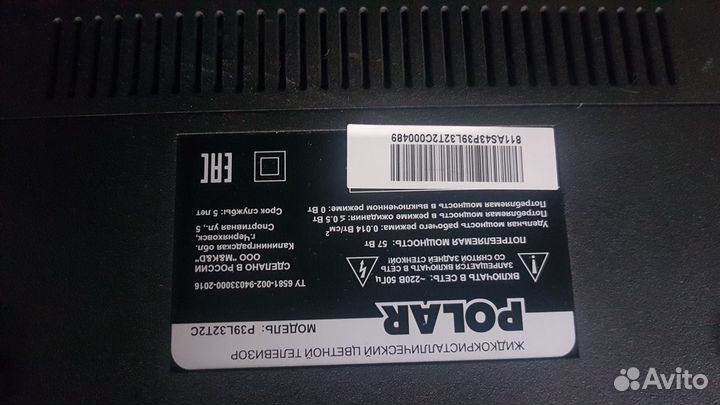 ЖИДКОКРИСТАЛЛИЧЕСКИЙ ЦВЕТНОЙ ТЕЛЕВИЗОР
POLAR
МОДЕЛЬ: P39L32T2C
ВКЛЮЧАТЬ В СЕТЬ: ~220В 50Гц
ЗАПРЕЩАЕТСЯ ВКЛЮЧАТЬ В СЕТЬ
СО СНЯТОЙ ЗАДНЕЙ СТЕНКОЙ!
ПОТРЕБЛЯЕМАЯ МОЩНОСТЬ: 57 Вт
Удельная мощность рабочего режима: 0.014 Вт/см²
Потребляемая мощность в режиме ожидания: ≤ 0.5 Вт
Потребляемая мощность в выключенном режиме: 0 Вт
ТУ 6581-002-94033000-2016
СДЕЛАНО В РОССИИ
ООО "М&К&D"
Калининградская обл.
г.Черняховск,
Спортивная ул., 5
Срок службы: 5 лет
EAC
811AS43P39L32T2C000489
Avito